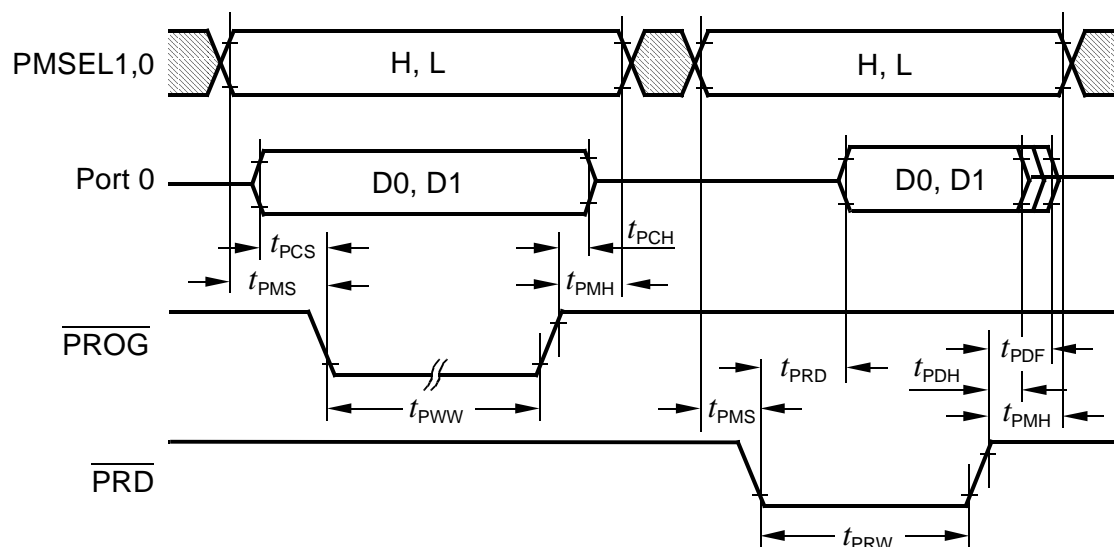 PMSEL1,0
H, L
H, L
Port 0
D0, D1
D0, D1
tPCS
tPCH
tPMS
tPMH
PROG
tPDF
tPRD
tPDH
tPWW
tPMS
tPMH
PRD
tPRW